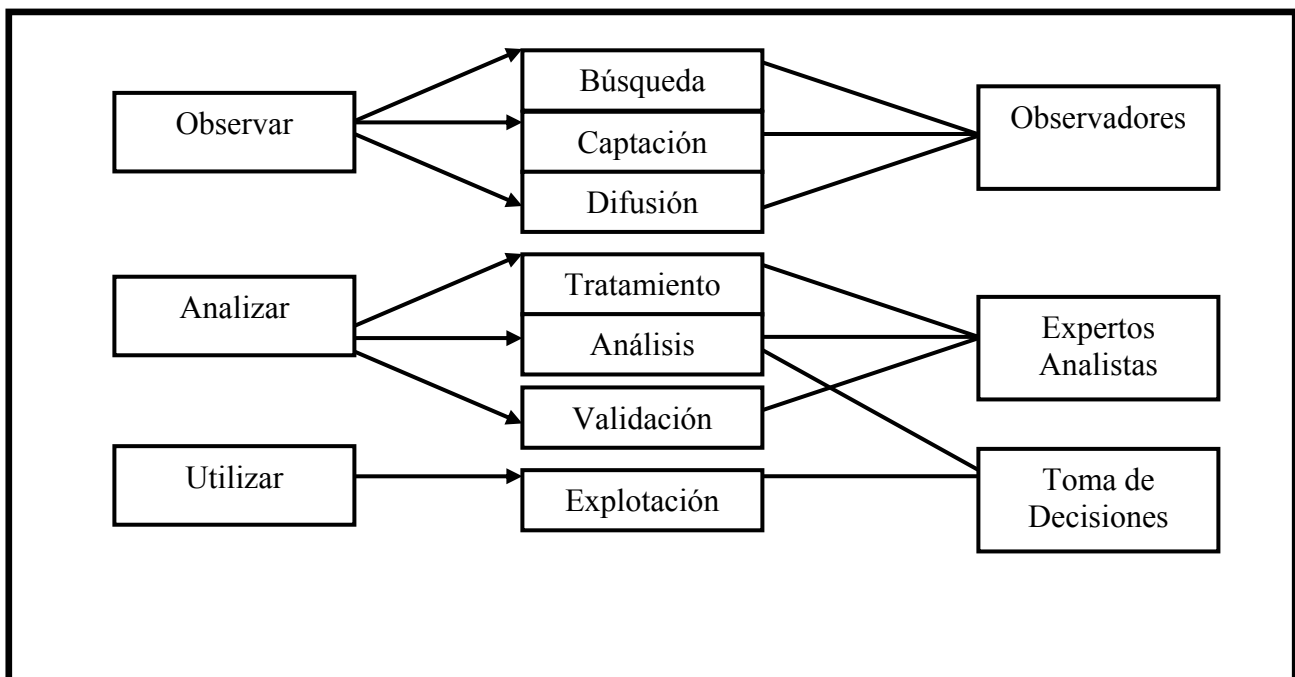 Observar
Búsqueda
Captación
Difusión
Observadores
Analizar
Tratamiento
Análisis
Validación
Expertos
Analistas
Utilizar
Explotación
Toma de
Decisiones